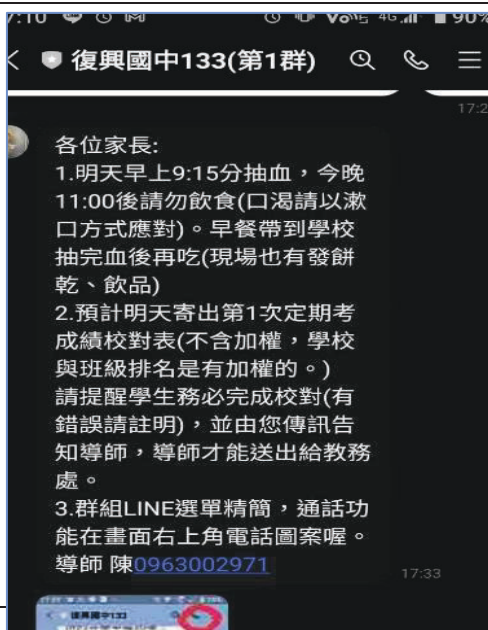 7:10
4G
90%
復興國中133(第1群)
各位家長:
1.明天早上9:15分抽血，今晚
11:00後請勿飲食(口渴請以漱
口方式應對)。早餐帶到學校
抽完血後再吃(現場也有發餅
乾、飲品)
2.預計明天寄出第1次定期考
成績校對表(不含加權，學校
與班級排名是有加權的。)
請提醒學生務必完成校對(有
錯誤請註明)，並由您傳訊告
知導師，導師才能送出給教務
處。
3.群組LINE選單精簡，通話功
能在畫面右上角電話圖案喔。
導師 陳0963002971
17:33
復興國中133